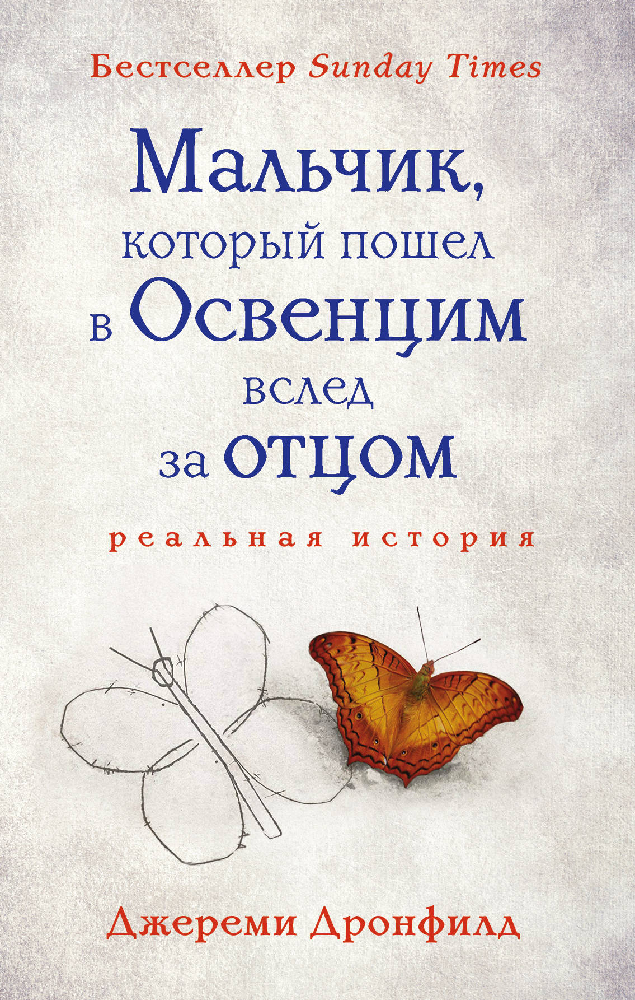 Бестселлер Sunday Times
Мальчик,
который пошел
в Освенцим
вслед
за отцом
реальная история
Джереми Дронфилд